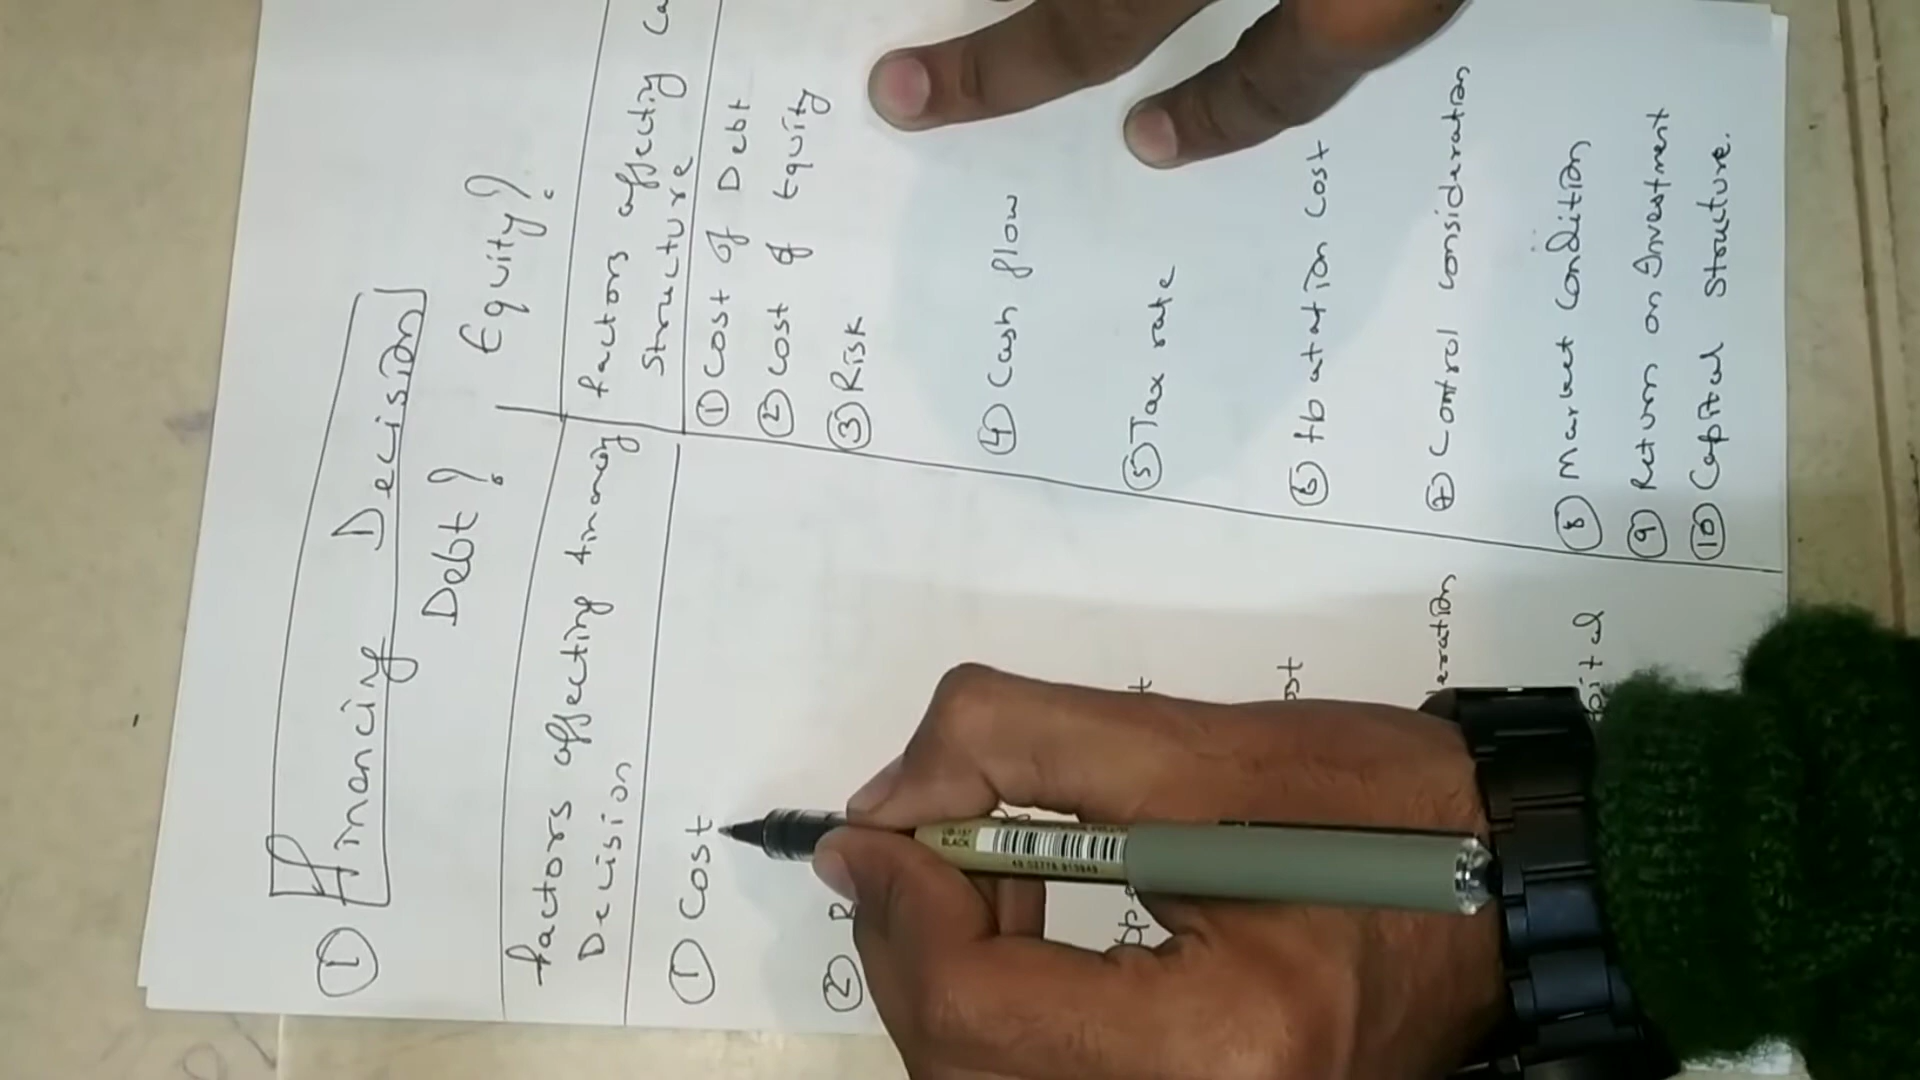 ① Financing Decision
Debt? Equity?
factors affecting financing
Decision
① Cost
②
factors affecting
Structure
① Cost of Debt
② Cost of Equity
③ Risk
④ Cash flow
⑤ Tax rate
⑥ floatation Cost
⑦ Control consideration
⑧ Market Condition
⑨ Return on Investment
⑩ Capital Structure.
BLACK